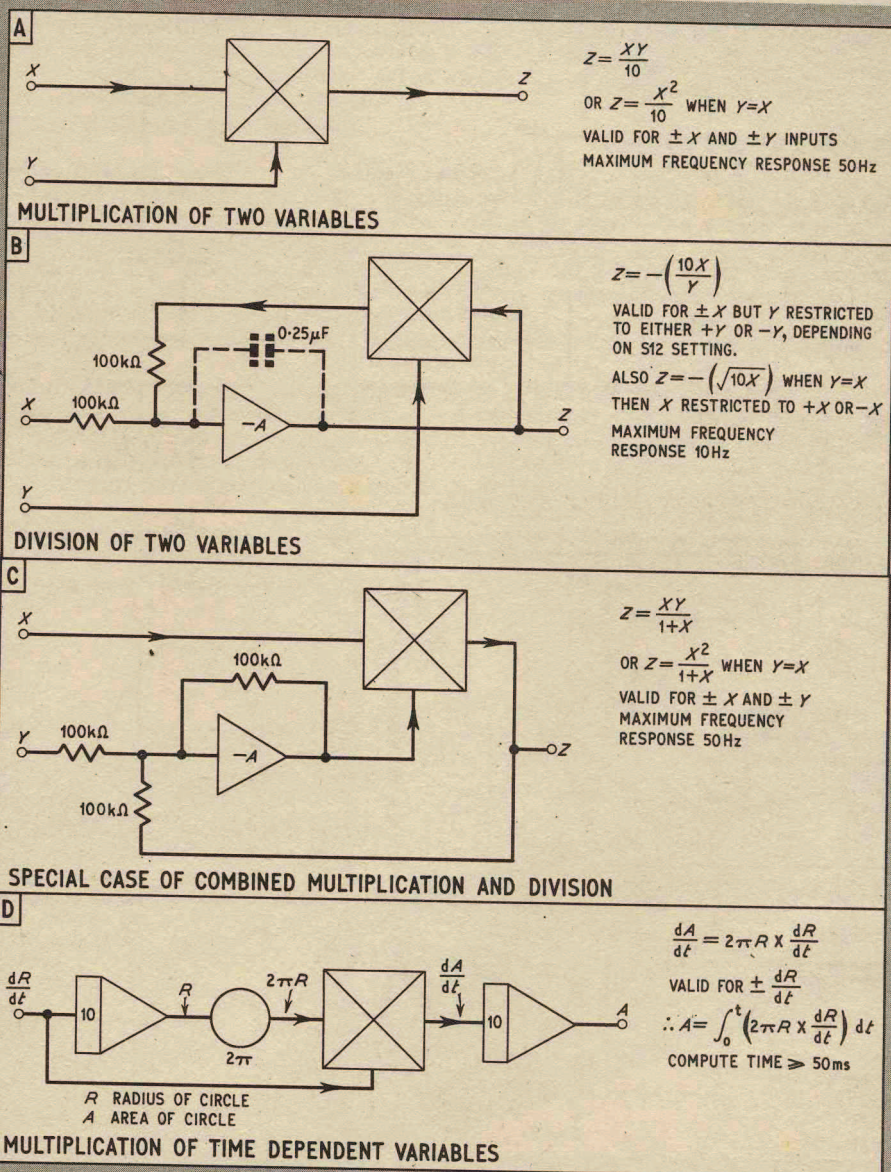 A
X
Y
Z
Z = XY/10
OR Z = X²/10 WHEN Y=X
VALID FOR ±X AND ±Y INPUTS
MAXIMUM FREQUENCY RESPONSE 50Hz
MULTIPLICATION OF TWO VARIABLES
B
0·25μF
100kΩ
100kΩ
X
-A
Z
Y
Z = -(10X/Y)
VALID FOR ±X BUT Y RESTRICTED
TO EITHER +Y OR -Y, DEPENDING
ON S12 SETTING.
ALSO Z = -(√10X) WHEN Y=X
THEN X RESTRICTED TO +X OR -X
MAXIMUM FREQUENCY
RESPONSE 10Hz
DIVISION OF TWO VARIABLES
C
X
100kΩ
Y
100kΩ
-A
Z
100kΩ
Z = XY/1+X
OR Z = X²/1+X WHEN Y=X
VALID FOR ± X AND ± Y
MAXIMUM FREQUENCY
RESPONSE 50Hz
SPECIAL CASE OF COMBINED MULTIPLICATION AND DIVISION
D
dR/dt
10
R
2πR
2π
dA/dt
10
A
R RADIUS OF CIRCLE
A AREA OF CIRCLE
dA/dt = 2πR X dR/dt
VALID FOR ± dR/dt
∴ A = ∫₀ᵗ (2πR X dR/dt) dt
COMPUTE TIME ⩾ 50ms
MULTIPLICATION OF TIME DEPENDENT VARIABLES